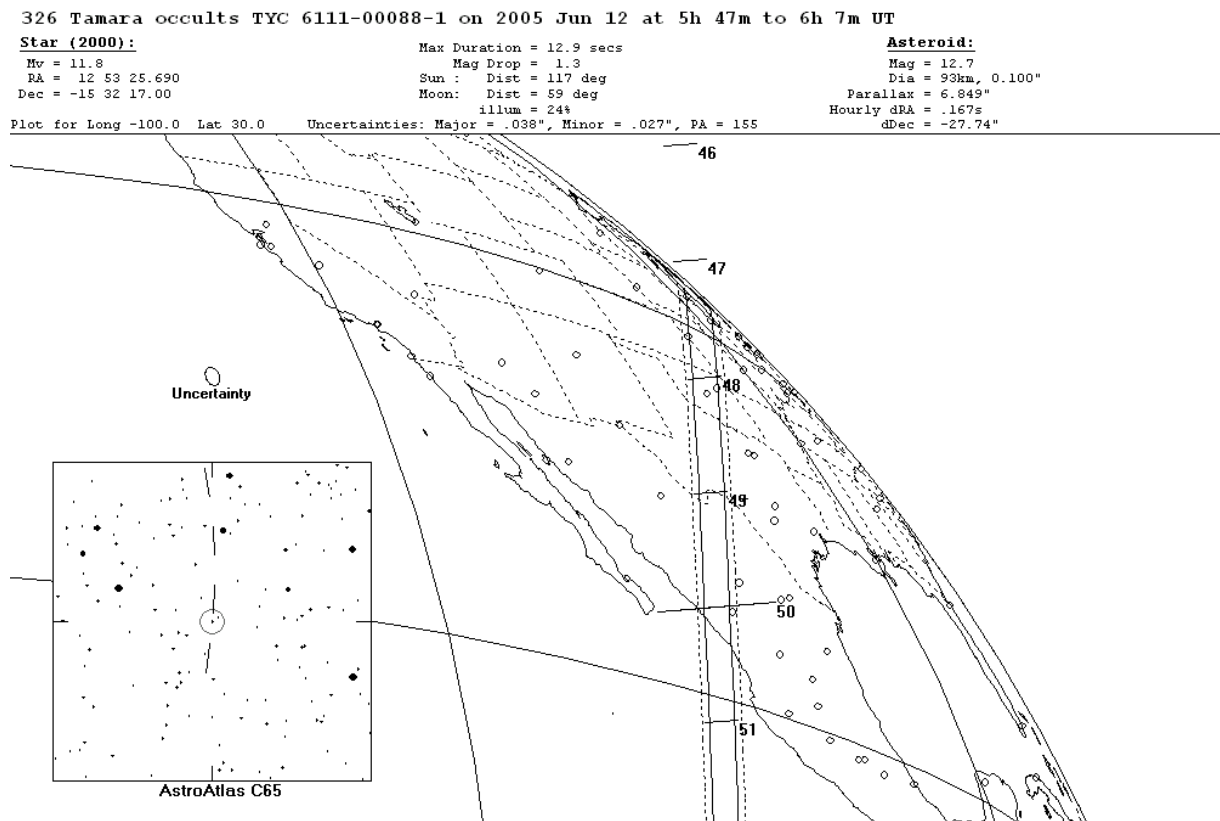 326 Tamara occults TYC 6111-00088-1 on 2005 Jun 12 at 5h 47m to 6h 7m UT
Star (2000):
Mv = 11.8
RA = 12 53 25.690
Dec = -15 32 17.00
Max Duration = 12.9 secs
Mag Drop = 1.3
Sun : Dist = 117 deg
Moon: Dist = 59 deg
illum = 24%
Asteroid:
Mag = 12.7
Dia = 93km, 0.100"
Parallax = 6.849"
Hourly dRA = .167s
dDec = -27.74"
Plot for Long -100.0 Lat 30.0 Uncertainties: Major = .038", Minor = .027", PA = 155
46
47
48
Uncertainty
49
50
51
AstroAtlas C65